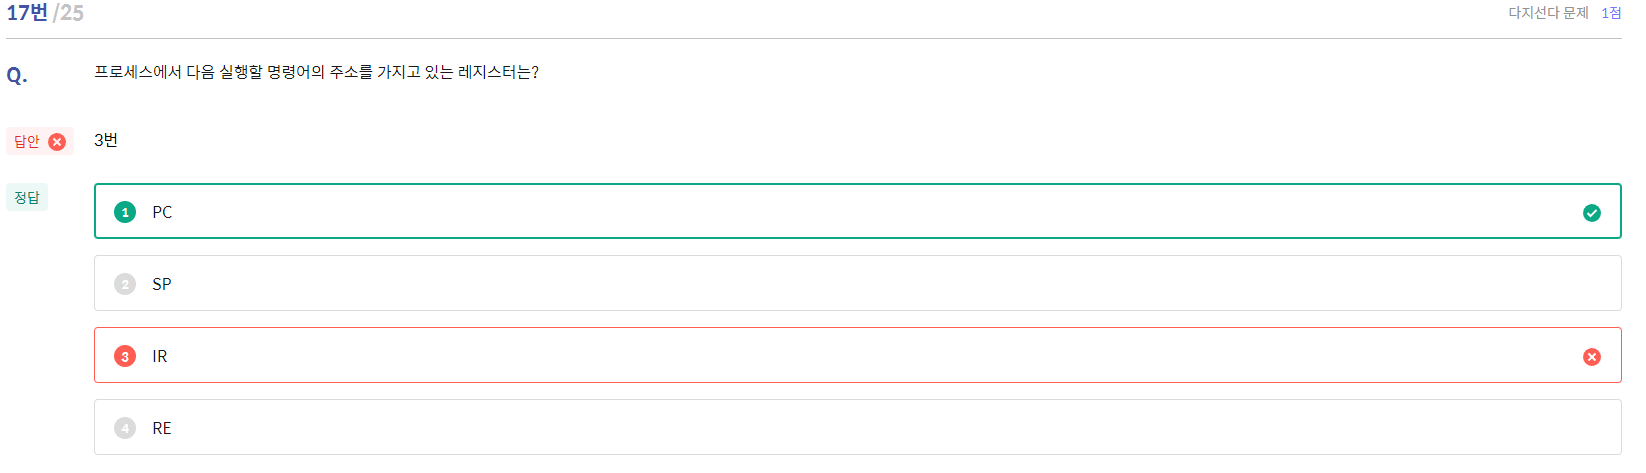 17번 /25
다지선다 문제 1점
Q. 프로세스에서 다음 실행할 명령어의 주소를 가지고 있는 레지스터는?
답안 3번
정답
1 PC
2 SP
3 IR
4 RE